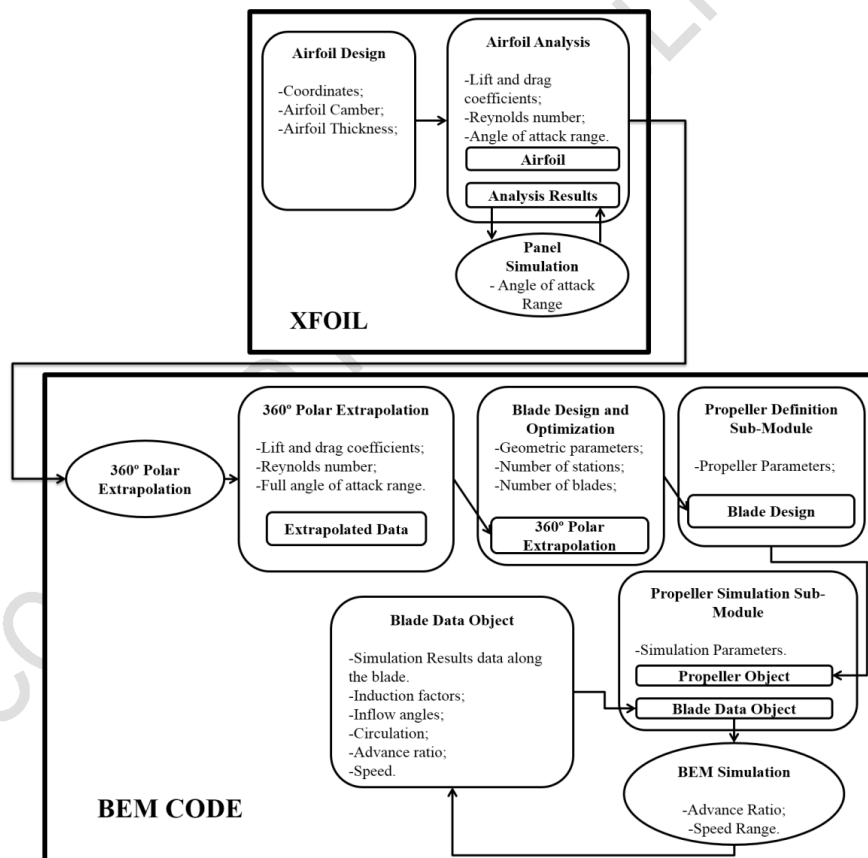 Airfoil Design
-Coordinates;
-Airfoil Camber;
-Airfoil Thickness;
Airfoil Analysis
-Lift and drag
coefficients;
-Reynolds number;
-Angle of attack range.
Airfoil
Analysis Results
Panel
Simulation
- Angle of attack
Range
XFOIL
360º Polar
Extrapolation
360º Polar Extrapolation
-Lift and drag coefficients;
-Reynolds number;
-Full angle of attack range.
Extrapolated Data
Blade Design and
Optimization
-Geometric parameters;
-Number of stations;
-Number of blades;
360º Polar
Extrapolation
Propeller Definition
Sub-Module
-Propeller Parameters;
Blade Design
Propeller Simulation Sub-
Module
-Simulation Parameters.
Propeller Object
Blade Data Object
Blade Data Object
-Simulation Results data along
the blade.
-Induction factors;
-Inflow angles;
-Circulation;
-Advance ratio;
-Speed.
BEM Simulation
-Advance Ratio;
-Speed Range.
BEM CODE